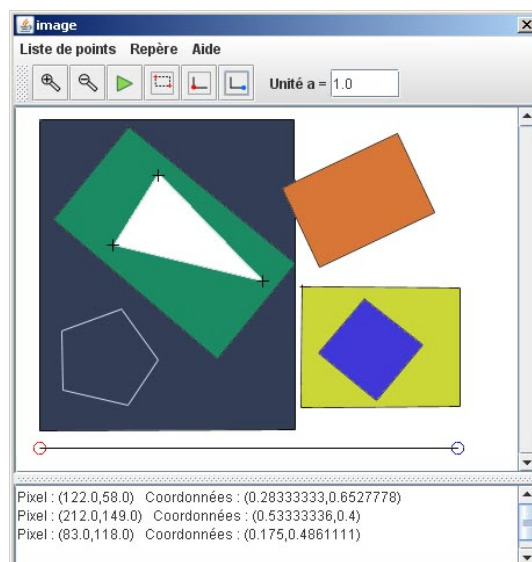 image
Liste de points Repère Aide
Unité a = 1.0
Pixel : (122.0,58.0) Coordonnées : (0.28333333,0.6527778)
Pixel : (212.0,149.0) Coordonnées : (0.53333336,0.4)
Pixel : (83.0,118.0) Coordonnées : (0.175,0.4861111)